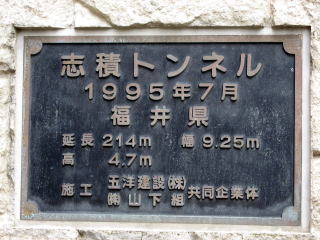 志積トンネル
1995年7月
福井県
延長 214m 幅 9.25m
高 4.7m
施工 五洋建設㈱ 共同企業体
㈱山下組